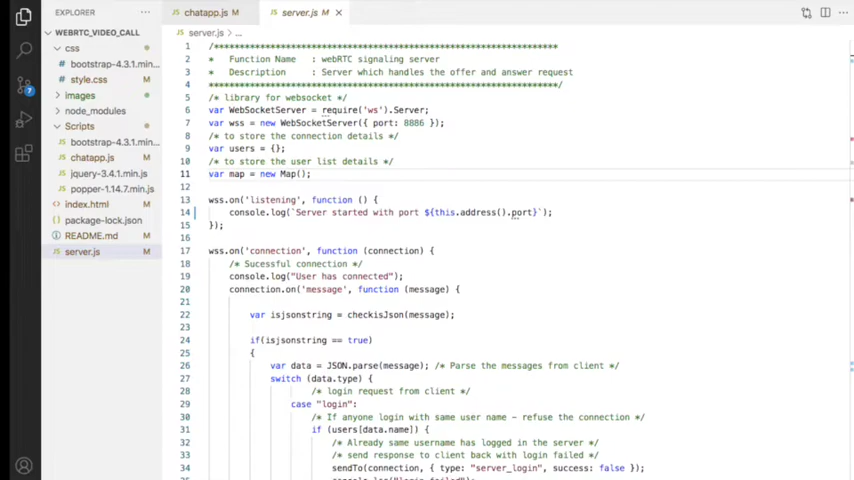 EXPLORER
WEBRTC_VIDEO_CALL
css
bootstrap-4.3.1.min...
style.css
images
node_modules
Scripts
bootstrap-4.3.1.min...
chatapp.js
jquery-3.4.1.min.js
popper-1.14.7.min.js
index.html
package-lock.json
README.md
server.js
7
chatapp.js M
server.js M
server.js > ...
1 /*******************************************************************
2 * Function Name : webRTC signaling server
3 * Description : Server which handles the offer and answer request
4 ********************************************************************/
5 /* library for websocket */
6 var WebSocketServer = require('ws').Server;
7 var wss = new WebSocketServer({ port: 8886 });
8 /* to store the connection details */
9 var users = {};
10 /* to store the user list details */
11 var map = new Map();
12
13 wss.on('listening', function () {
14 console.log(`Server started with port ${this.address().port}`);
15 });
16
17 wss.on('connection', function (connection) {
18 /* Sucessful connection */
19 console.log("User has connected");
20 connection.on('message', function (message) {
21
22 var isjsonstring = checkisJson(message);
23
24 if(isjsonstring == true)
25 {
26 var data = JSON.parse(message); /* Parse the messages from client */
27 switch (data.type) {
28 /* login request from client */
29 case "login":
30 /* If anyone login with same user name - refuse the connection */
31 if (users[data.name]) {
32 /* Already same username has logged in the server */
33 /* send response to client back with login failed */
34 sendTo(connection, { type: "server_login", success: false });